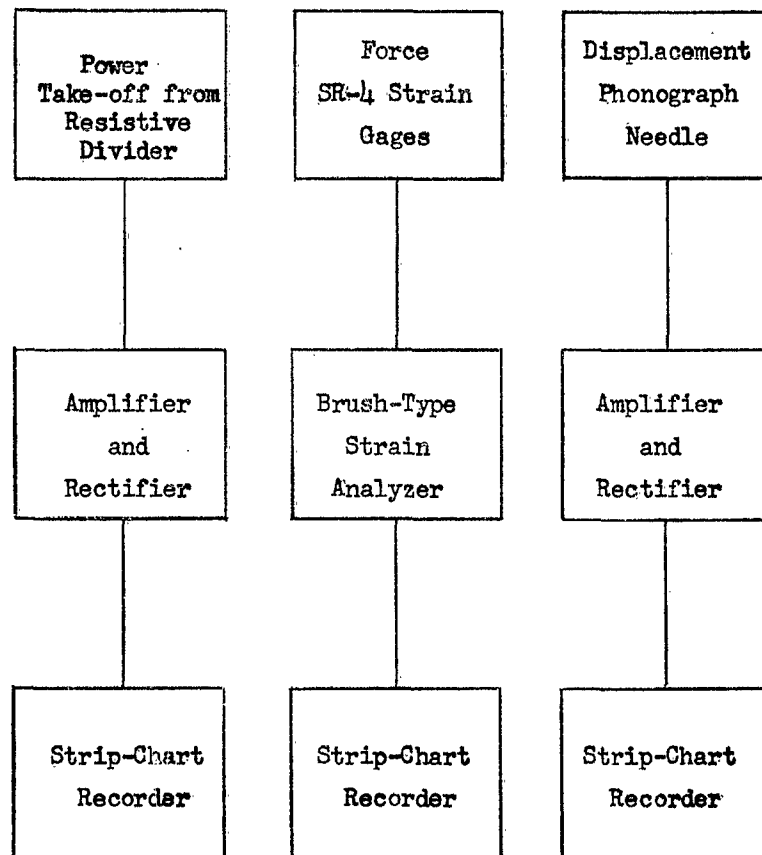 Power
Take-off from
Resistive
Divider
Force
SR-4 Strain
Gages
Displacement
Phonograph
Needle
Amplifier
and
Rectifier
Brush-Type
Strain
Analyzer
Amplifier
and
Rectifier
Strip-Chart
Recorder
Strip-Chart
Recorder
Strip-Chart
Recorder